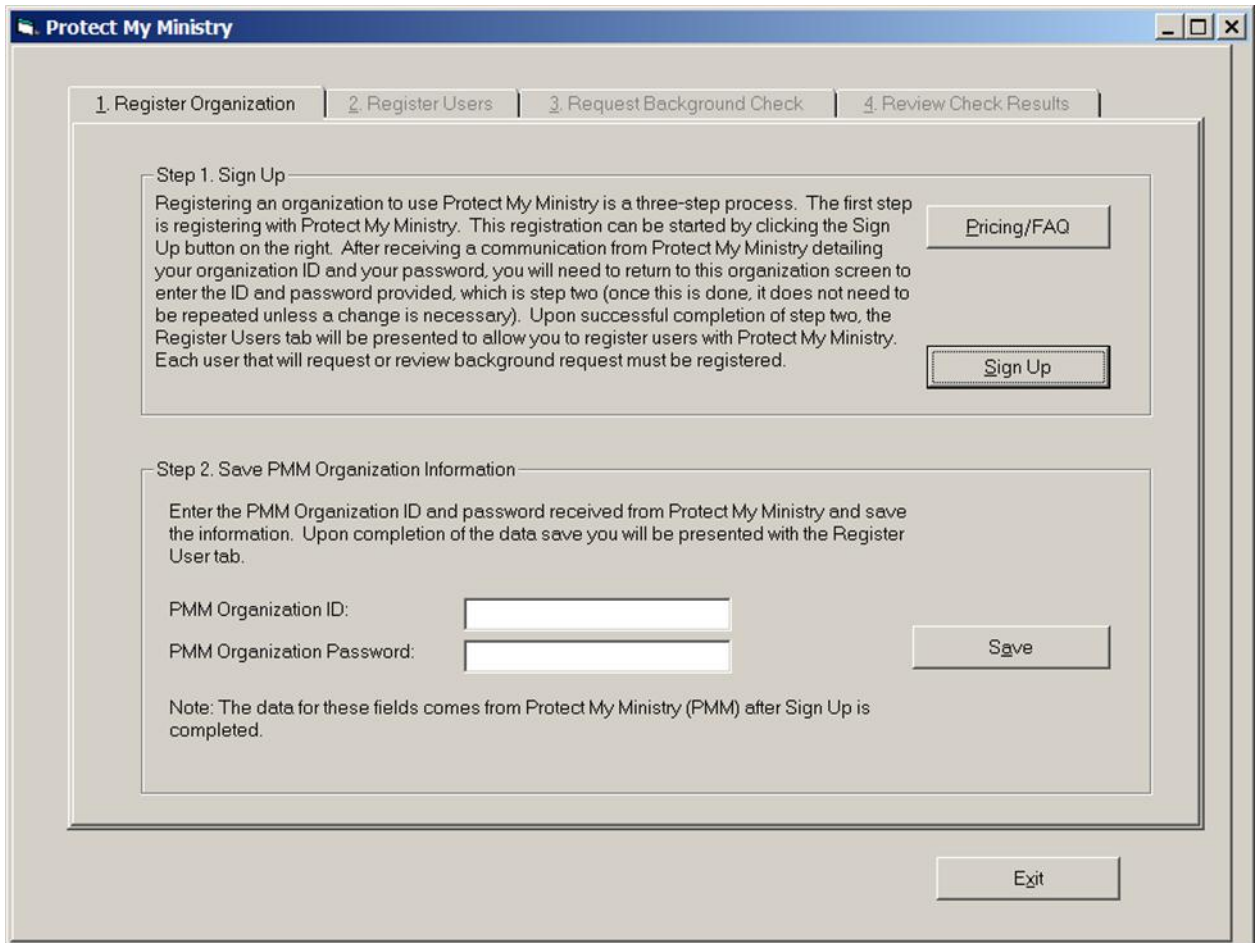 Protect My Ministry
1. Register Organization
2. Register Users
3. Request Background Check
4. Review Check Results
Step 1. Sign Up
Registering an organization to use Protect My Ministry is a three-step process. The first step
is registering with Protect My Ministry. This registration can be started by clicking the Sign
Up button on the right. After receiving a communication from Protect My Ministry detailing
your organization ID and your password, you will need to return to this organization screen to
enter the ID and password provided, which is step two (once this is done, it does not need to
be repeated unless a change is necessary). Upon successful completion of step two, the
Register Users tab will be presented to allow you to register users with Protect My Ministry.
Each user that will request or review background request must be registered.
Pricing/FAQ
Sign Up
Step 2. Save PMM Organization Information
Enter the PMM Organization ID and password received from Protect My Ministry and save
the information. Upon completion of the data save you will be presented with the Register
User tab.
PMM Organization ID:
PMM Organization Password:
Save
Note: The data for these fields comes from Protect My Ministry (PMM) after Sign Up is
completed.
Exit